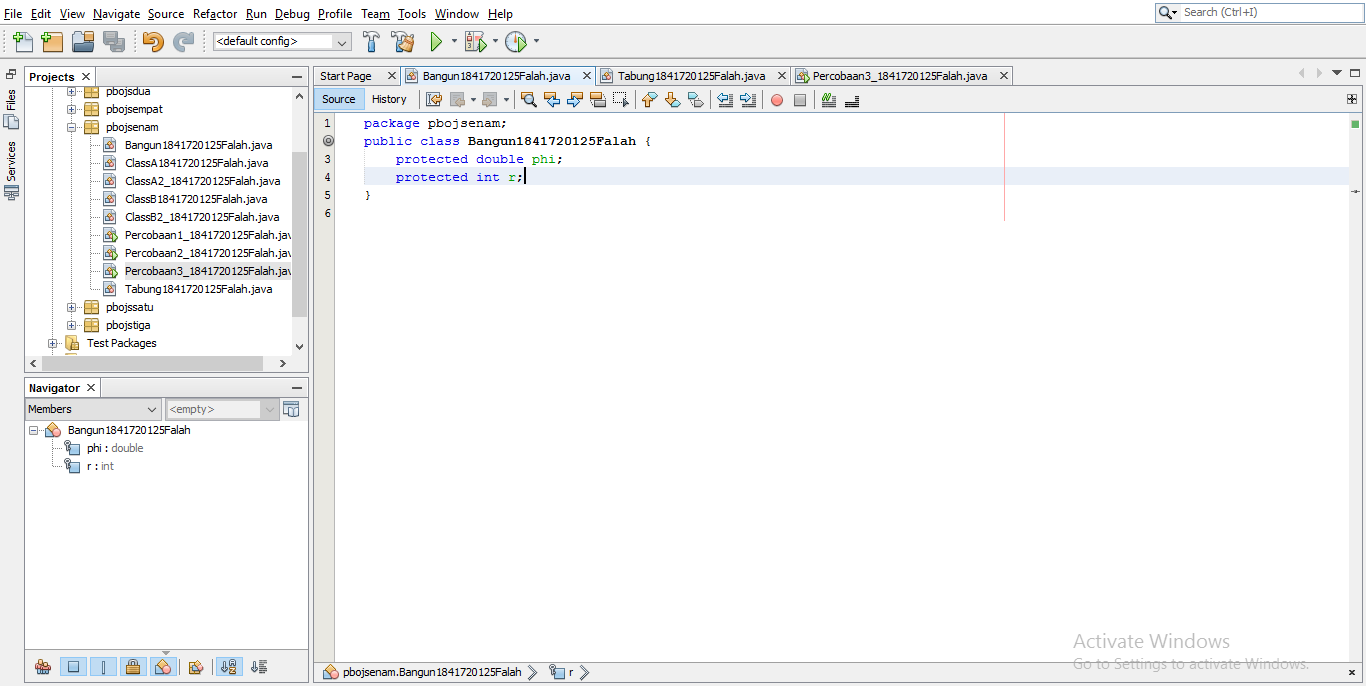 File Edit View Navigate Source Refactor Run Debug Profile Team Tools Window Help
Search (Ctrl+I)
<default config>
Projects
Files
Services
pbojsdua
pbojsempat
pbojsenam
Bangun1841720125Falah.java
ClassA1841720125Falah.java
ClassA2_1841720125Falah.java
ClassB1841720125Falah.java
ClassB2_1841720125Falah.java
Percobaan1_1841720125Falah.jav
Percobaan2_1841720125Falah.jav
Percobaan3_1841720125Falah.jav
Tabung1841720125Falah.java
pbojssatu
pbojstiga
Test Packages
Navigator
Members
<empty>
Bangun1841720125Falah
phi : double
r : int
Start Page Bangun1841720125Falah.java Tabung1841720125Falah.java Percobaan3_1841720125Falah.java
Source History
1 package pbojsenam;
public class Bangun1841720125Falah {
3 protected double phi;
4 protected int r;
5 }
6
Activate Windows
Go to Settings to activate Windows.
pbojsenam.Bangun1841720125Falah r